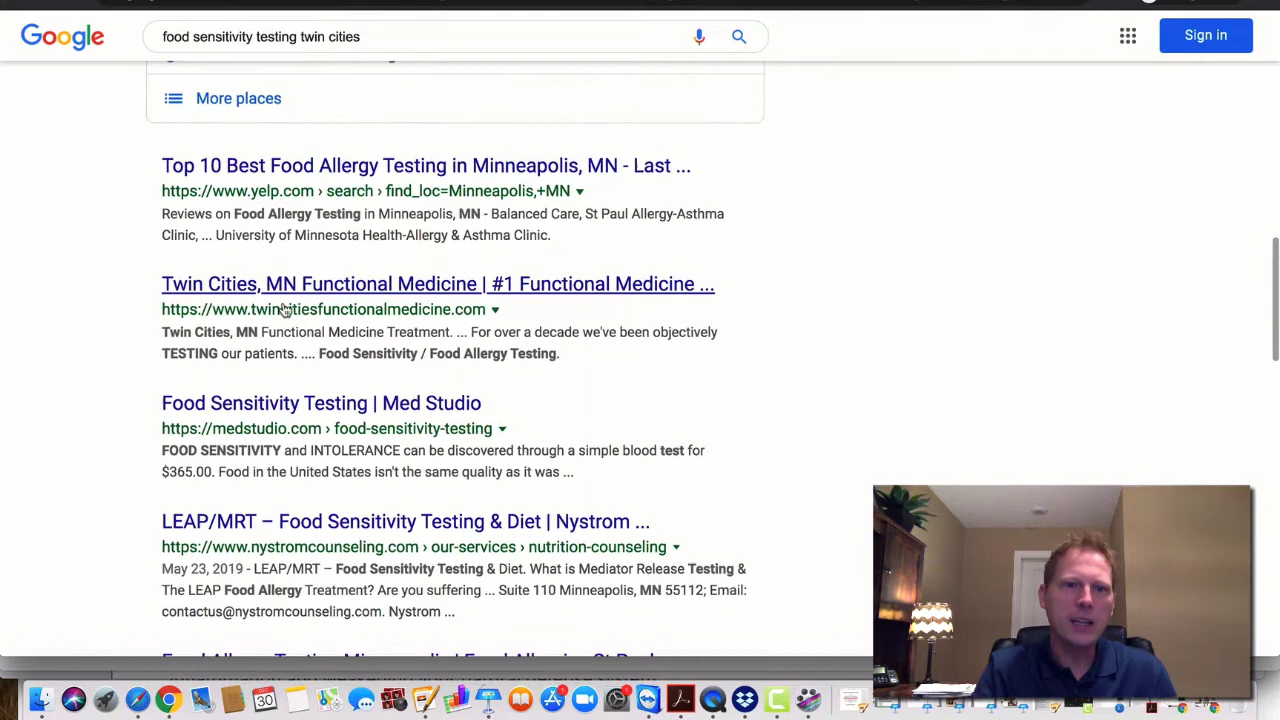 Google
food sensitivity testing twin cities
Sign in
More places
Top 10 Best Food Allergy Testing in Minneapolis, MN - Last ...
https://www.yelp.com › search › find_loc=Minneapolis,+MN
Reviews on Food Allergy Testing in Minneapolis, MN - Balanced Care, St Paul Allergy-Asthma
Clinic, ... University of Minnesota Health-Allergy & Asthma Clinic.
Twin Cities, MN Functional Medicine | #1 Functional Medicine ...
https://www.twincitiesfunctionalmedicine.com
Twin Cities, MN Functional Medicine Treatment. ... For over a decade we've been objectively
TESTING our patients. .... Food Sensitivity / Food Allergy Testing.
Food Sensitivity Testing | Med Studio
https://medstudio.com › food-sensitivity-testing
FOOD SENSITIVITY and INTOLERANCE can be discovered through a simple blood test for
$365.00. Food in the United States isn't the same quality as it was ...
LEAP/MRT – Food Sensitivity Testing & Diet | Nystrom ...
https://www.nystromcounseling.com › our-services › nutrition-counseling
May 23, 2019 - LEAP/MRT – Food Sensitivity Testing & Diet. What is Mediator Release Testing &
The LEAP Food Allergy Treatment? Are you suffering ... Suite 110 Minneapolis, MN 55112; Email:
contactus@nystromcounseling.com. Nystrom ...
30